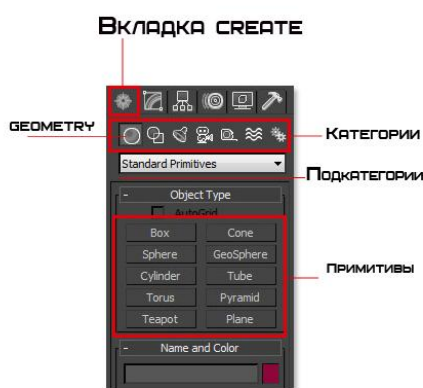 Вкладка CREATE
GEOMETRY
Категории
Standard Primitives
Подкатегории
- Object Type
AutoGrid
Box Cone
Sphere GeoSphere
Cylinder Tube
Примитивы
Torus Pyramid
Teapot Plane
- Name and Color